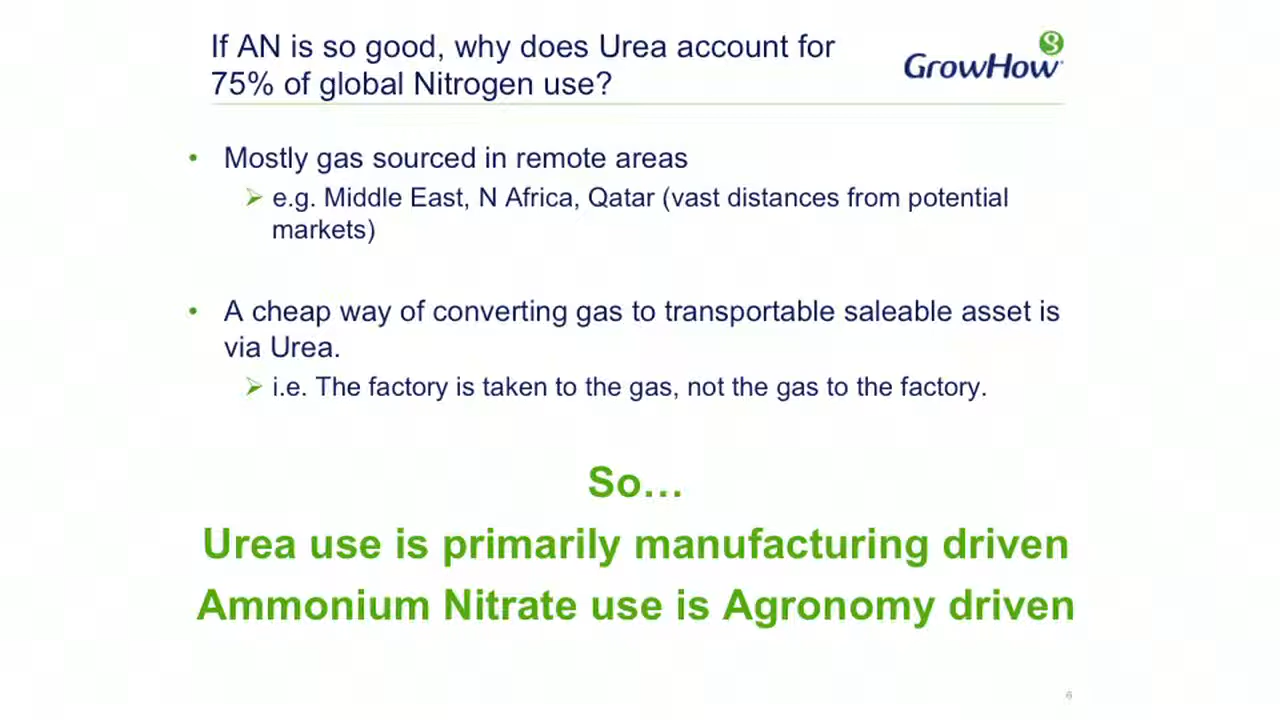 If AN is so good, why does Urea account for
75% of global Nitrogen use?
GrowHow
• Mostly gas sourced in remote areas
➢ e.g. Middle East, N Africa, Qatar (vast distances from potential
markets)
• A cheap way of converting gas to transportable saleable asset is
via Urea.
➢ i.e. The factory is taken to the gas, not the gas to the factory.
So…
Urea use is primarily manufacturing driven
Ammonium Nitrate use is Agronomy driven
6